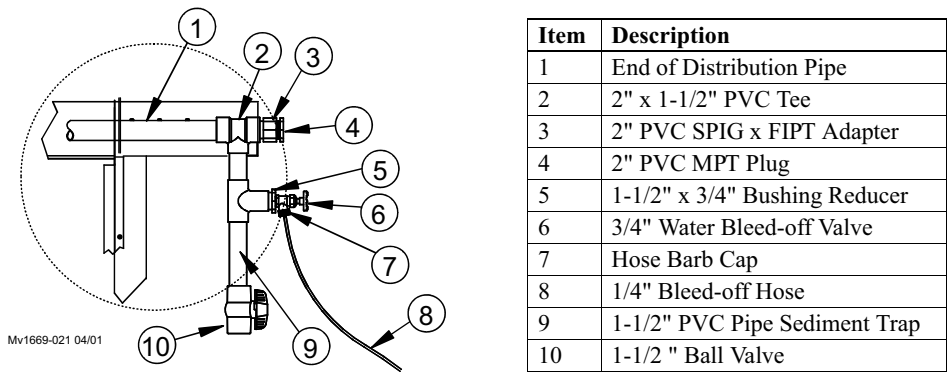 1
2
3
4
5
6
7
8
9
10
Mv1669-021 04/01
Item Description
1 End of Distribution Pipe
2 2" x 1-1/2" PVC Tee
3 2" PVC SPIG x FIPT Adapter
4 2" PVC MPT Plug
5 1-1/2" x 3/4" Bushing Reducer
6 3/4" Water Bleed-off Valve
7 Hose Barb Cap
8 1/4" Bleed-off Hose
9 1-1/2" PVC Pipe Sediment Trap
10 1-1/2 " Ball Valve